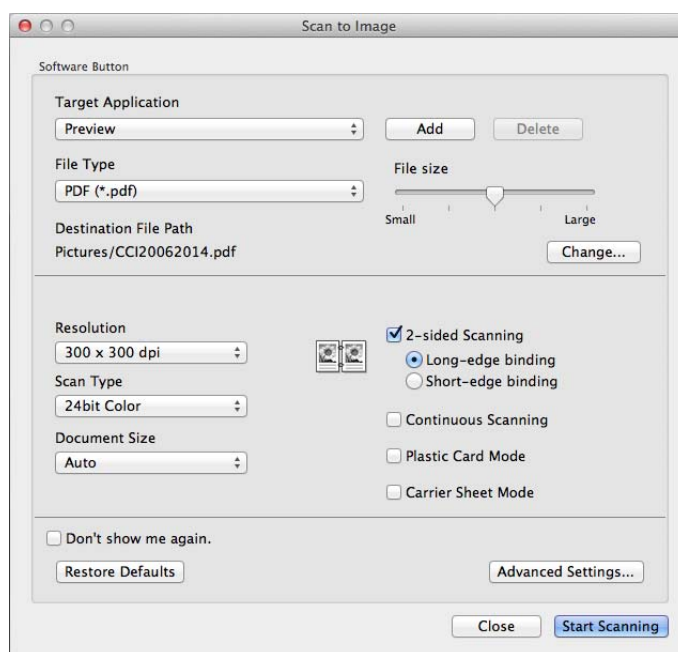 Scan to Image
Software Button
Target Application
Preview
Add
Delete
File Type
File size
PDF (*.pdf)
Small
Large
Destination File Path
Pictures/CCI20062014.pdf
Change...
Resolution
300 x 300 dpi
Scan Type
24bit Color
Document Size
Auto
2-sided Scanning
Long-edge binding
Short-edge binding
Continuous Scanning
Plastic Card Mode
Carrier Sheet Mode
Don't show me again.
Restore Defaults
Advanced Settings...
Close
Start Scanning